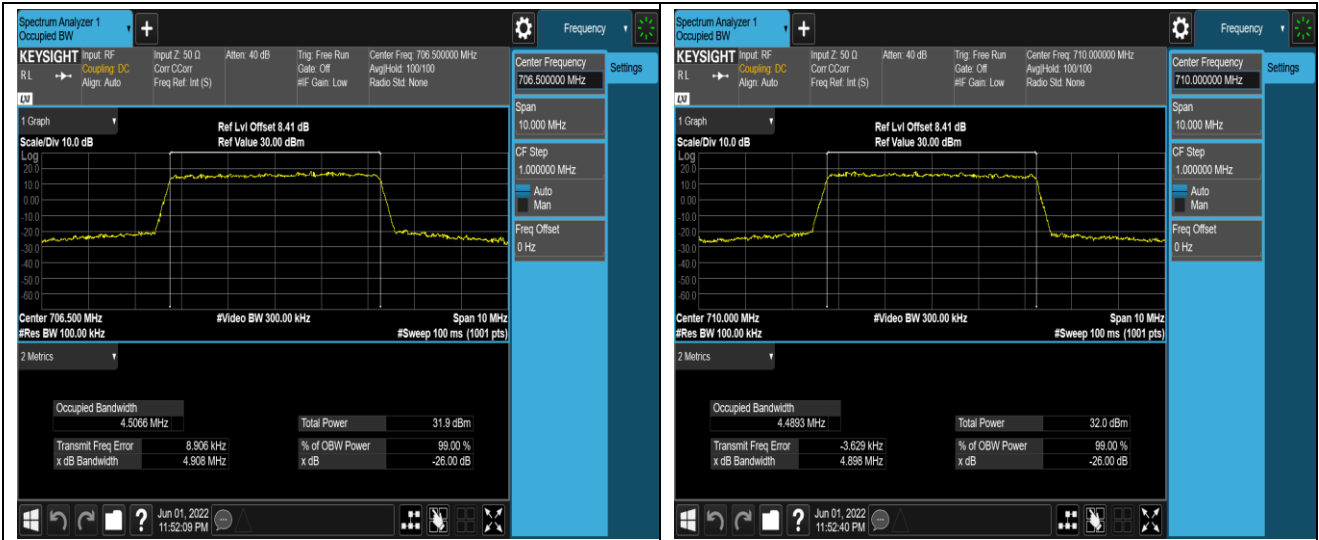 Spectrum Analyzer 1
Occupied BW
+
Frequency
KEYSIGHT Input: RF Input Z: 50 Ω Atten: 40 dB Trig: Free Run Center Freq: 706.500000 MHz
R L Coupling: DC Corr CCorr Gate: Off Avg|Hold: 100/100
Align: Auto Freq Ref: Int (S) #IF Gain: Low Radio Std: None
LXI
Center Frequency
706.500000 MHz
Settings
Span
10.000 MHz
CF Step
1.000000 MHz
Auto
Man
Freq Offset
0 Hz
1 Graph
Ref Lvl Offset 8.41 dB
Scale/Div 10.0 dB Ref Value 30.00 dBm
Log
20.0
10.0
0.00
-10.0
-20.0
-30.0
-40.0
-50.0
-60.0
Center 706.500 MHz #Video BW 300.00 kHz Span 10 MHz
#Res BW 100.00 kHz #Sweep 100 ms (1001 pts)
2 Metrics
Occupied Bandwidth
4.5066 MHz Total Power 31.9 dBm
Transmit Freq Error 8.906 kHz % of OBW Power 99.00 %
x dB Bandwidth 4.908 MHz x dB -26.00 dB
? Jun 01, 2022
11:52:09 PM
Spectrum Analyzer 1
Occupied BW
+
Frequency
KEYSIGHT Input: RF Input Z: 50 Ω Atten: 40 dB Trig: Free Run Center Freq: 710.000000 MHz
R L Coupling: DC Corr CCorr Gate: Off Avg|Hold: 100/100
Align: Auto Freq Ref: Int (S) #IF Gain: Low Radio Std: None
LXI
Center Frequency
710.000000 MHz
Settings
Span
10.000 MHz
CF Step
1.000000 MHz
Auto
Man
Freq Offset
0 Hz
1 Graph
Ref Lvl Offset 8.41 dB
Scale/Div 10.0 dB Ref Value 30.00 dBm
Log
20.0
10.0
0.00
-10.0
-20.0
-30.0
-40.0
-50.0
-60.0
Center 710.000 MHz #Video BW 300.00 kHz Span 10 MHz
#Res BW 100.00 kHz #Sweep 100 ms (1001 pts)
2 Metrics
Occupied Bandwidth
4.4893 MHz Total Power 32.0 dBm
Transmit Freq Error -3.629 kHz % of OBW Power 99.00 %
x dB Bandwidth 4.898 MHz x dB -26.00 dB
? Jun 01, 2022
11:52:40 PM